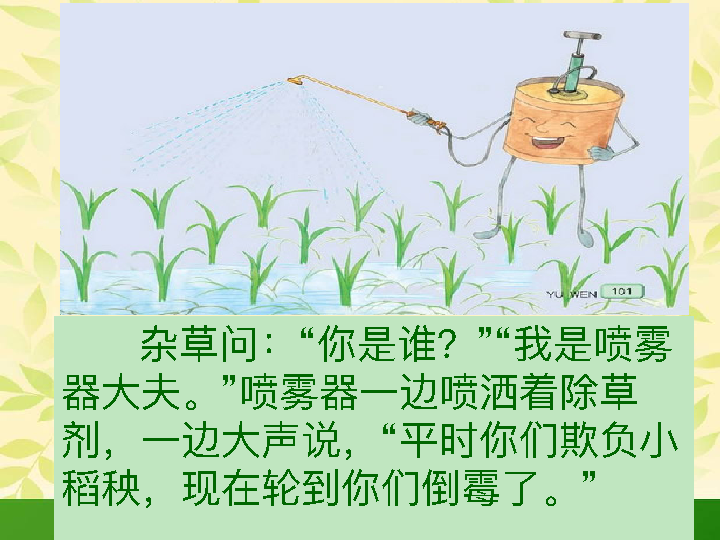 YU WEN 101
杂草问：“你是谁？”“我是喷雾
器大夫。”喷雾器一边喷洒着除草
剂，一边大声说，“平时你们欺负小
稻秧，现在轮到你们倒霉了。”